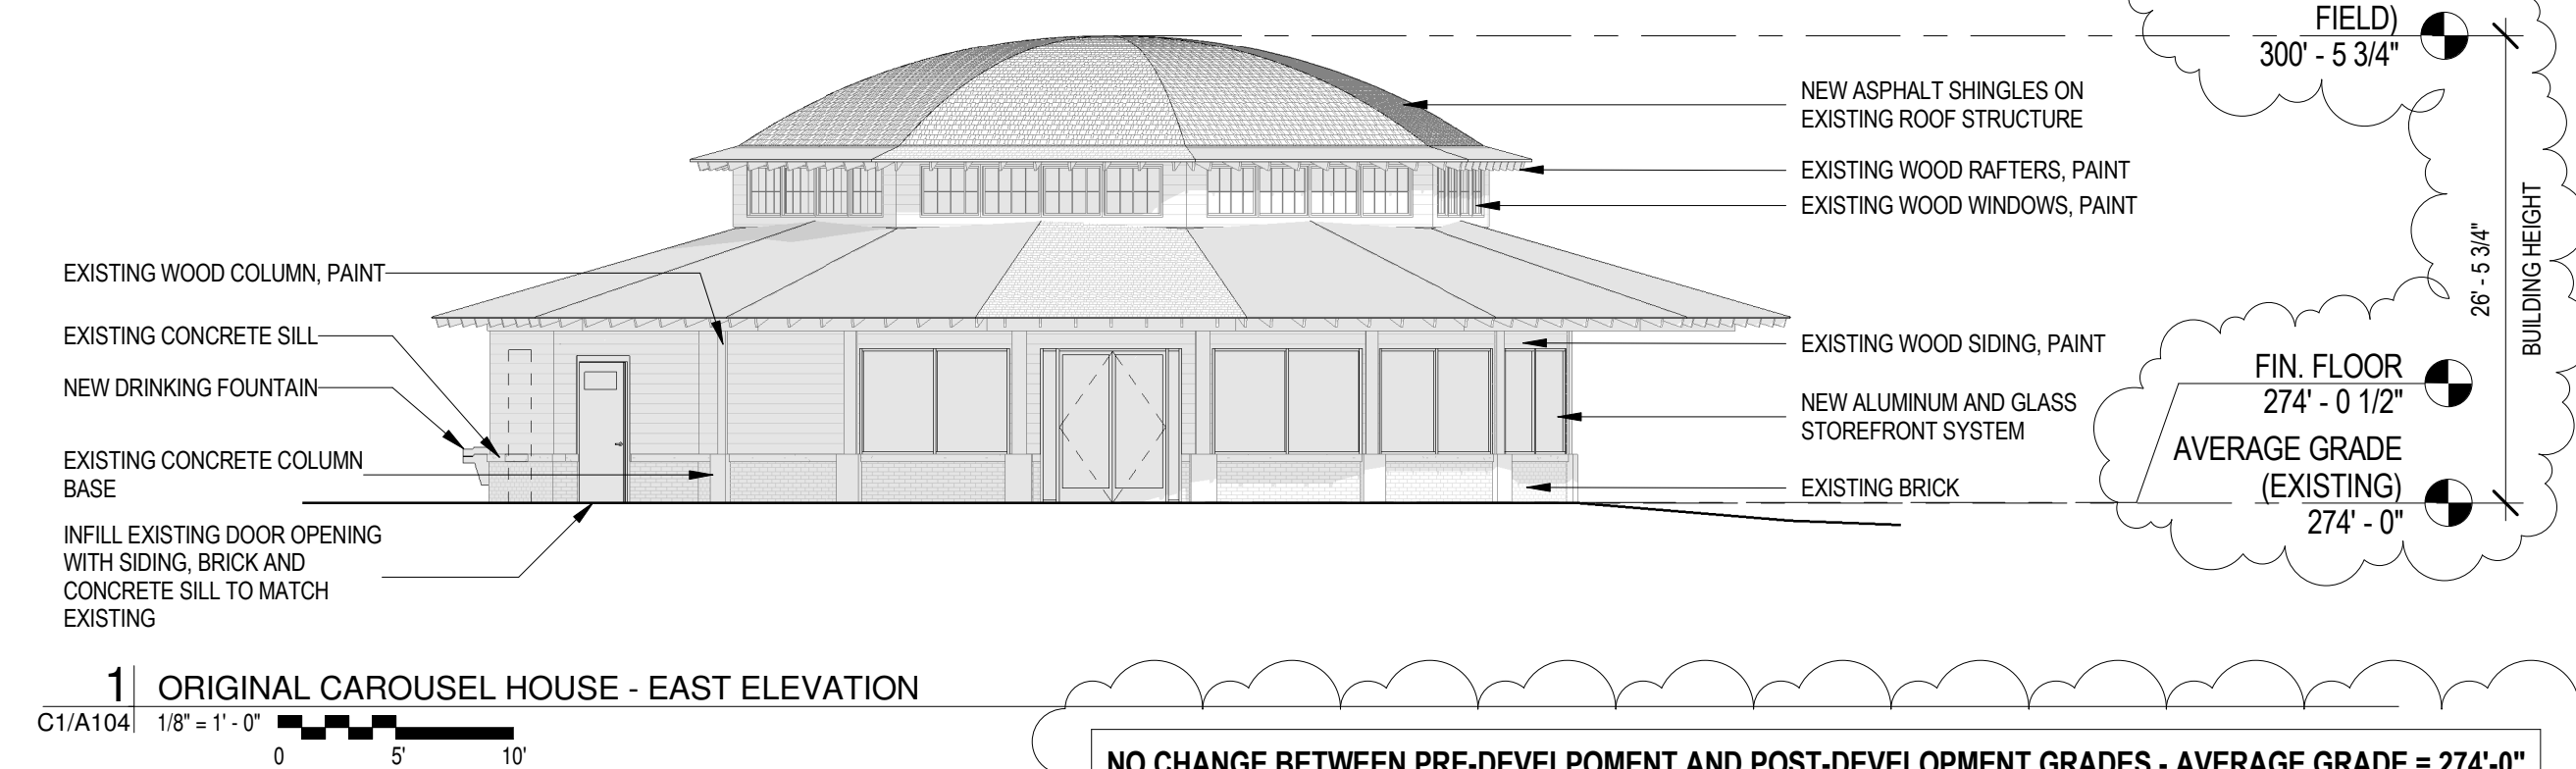 FIELD)
300' - 5 3/4"
NEW ASPHALT SHINGLES ON
EXISTING ROOF STRUCTURE
EXISTING WOOD RAFTERS, PAINT
EXISTING WOOD WINDOWS, PAINT
26' - 5 3/4"
BUILDING HEIGHT
EXISTING WOOD COLUMN, PAINT
EXISTING CONCRETE SILL
NEW DRINKING FOUNTAIN
EXISTING CONCRETE COLUMN
BASE
INFILL EXISTING DOOR OPENING
WITH SIDING, BRICK AND
CONCRETE SILL TO MATCH
EXISTING
EXISTING WOOD SIDING, PAINT
NEW ALUMINUM AND GLASS
STOREFRONT SYSTEM
EXISTING BRICK
FIN. FLOOR
274' - 0 1/2"
AVERAGE GRADE
(EXISTING)
274' - 0"
1 ORIGINAL CAROUSEL HOUSE - EAST ELEVATION
C1/A104 1/8" = 1' - 0"
0 5' 10'
NO CHANGE BETWEEN PRE-DEVELPOMENT AND POST-DEVELOPMENT GRADES - AVERAGE GRADE = 274'-0"